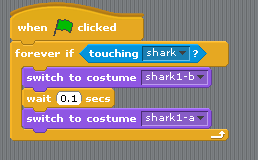 when clicked
forever if touching shark ?
switch to costume shark1-b
wait 0.1 secs
switch to costume shark1-a